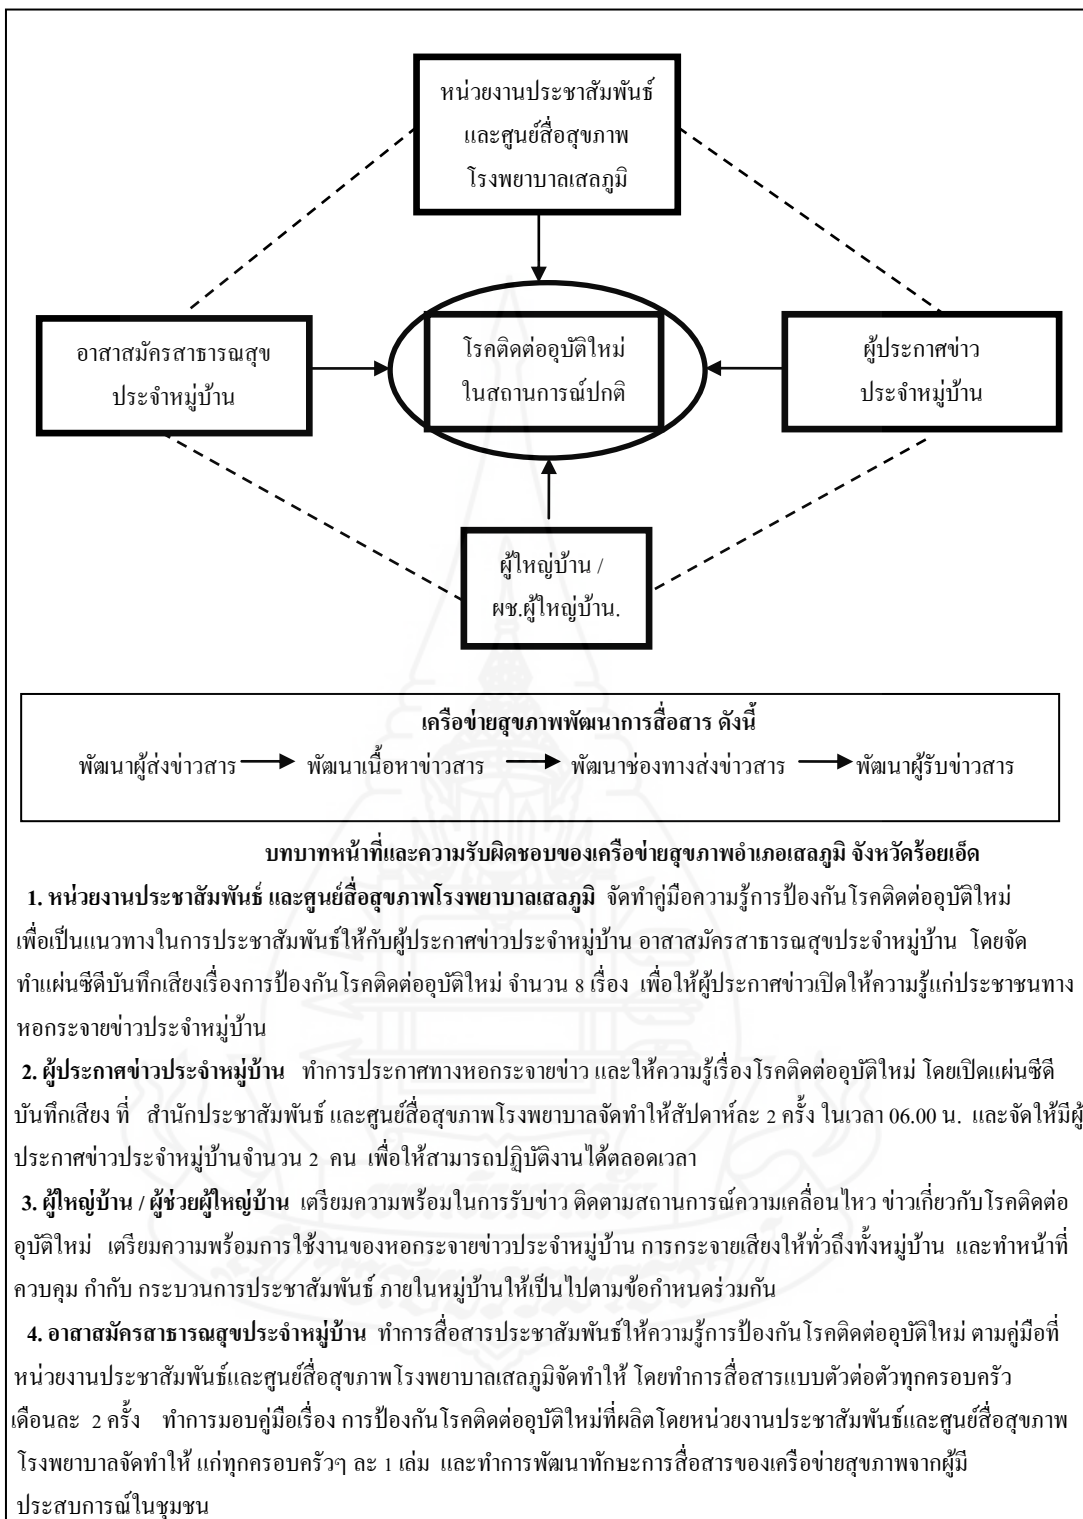 หน่วยงานประชาสัมพันธ์
และศูนย์สื่อสุขภาพ
โรงพยาบาลเสลภูมิ
อาสาสมัครสาธารณสุข
ประจำหมู่บ้าน
โรคติดต่ออุบัติใหม่
ในสถานการณ์ปกติ
ผู้ประกาศข่าว
ประจำหมู่บ้าน
ผู้ใหญ่บ้าน /
ผช.ผู้ใหญ่บ้าน.
เครือข่ายสุขภาพพัฒนาการสื่อสาร ดังนี้
พัฒนาผู้ส่งข่าวสาร พัฒนาเนื้อหาข่าวสาร พัฒนาช่องทางส่งข่าวสาร พัฒนาผู้รับข่าวสาร
บทบาทหน้าที่และความรับผิดชอบของเครือข่ายสุขภาพอำเภอเสลภูมิ จังหวัดร้อยเอ็ด
1. หน่วยงานประชาสัมพันธ์ และศูนย์สื่อสุขภาพโรงพยาบาลเสลภูมิ จัดทำคู่มือความรู้การป้องกันโรคติดต่ออุบัติใหม่
เพื่อเป็นแนวทางในการประชาสัมพันธ์ให้กับผู้ประกาศข่าวประจำหมู่บ้าน อาสาสมัครสาธารณสุขประจำหมู่บ้าน โดยจัด
ทำแผ่นซีดีบันทึกเสียงเรื่องการป้องกันโรคติดต่ออุบัติใหม่ จำนวน 8 เรื่อง เพื่อให้ผู้ประกาศข่าวเปิดให้ความรู้แก่ประชาชนทาง
หอกระจายข่าวประจำหมู่บ้าน
2. ผู้ประกาศข่าวประจำหมู่บ้าน ทำการประกาศทางหอกระจายข่าว และให้ความรู้เรื่องโรคติดต่ออุบัติใหม่ โดยเปิดแผ่นซีดี
บันทึกเสียง ที่ สำนักประชาสัมพันธ์ และศูนย์สื่อสุขภาพโรงพยาบาลจัดทำให้สัปดาห์ละ 2 ครั้ง ในเวลา 06.00 น. และจัดให้มีผู้
ประกาศข่าวประจำหมู่บ้านจำนวน 2 คน เพื่อให้สามารถปฏิบัติงานได้ตลอดเวลา
3. ผู้ใหญ่บ้าน / ผู้ช่วยผู้ใหญ่บ้าน เตรียมความพร้อมในการรับข่าว ติดตามสถานการณ์ความเคลื่อนไหว ข่าวเกี่ยวกับโรคติดต่อ
อุบัติใหม่ เตรียมความพร้อมการใช้งานของหอกระจายข่าวประจำหมู่บ้าน การกระจายเสียงให้ทั่วถึงทั้งหมู่บ้าน และทำหน้าที่
ควบคุม กำกับ กระบวนการประชาสัมพันธ์ ภายในหมู่บ้านให้เป็นไปตามข้อกำหนดร่วมกัน
4. อาสาสมัครสาธารณสุขประจำหมู่บ้าน ทำการสื่อสารประชาสัมพันธ์ให้ความรู้การป้องกันโรคติดต่ออุบัติใหม่ ตามคู่มือที่
หน่วยงานประชาสัมพันธ์และศูนย์สื่อสุขภาพโรงพยาบาลเสลภูมิจัดทำให้ โดยทำการสื่อสารแบบตัวต่อตัวทุกครอบครัว
เดือนละ 2 ครั้ง ทำการมอบคู่มือเรื่อง การป้องกันโรคติดต่ออุบัติใหม่ที่ผลิตโดยหน่วยงานประชาสัมพันธ์และศูนย์สื่อสุขภาพ
โรงพยาบาลจัดทำให้ แก่ทุกครอบครัวๆ ละ 1 เล่ม และทำการพัฒนาทักษะการสื่อสารของเครือข่ายสุขภาพจากผู้มี
ประสบการณ์ในชุมชน